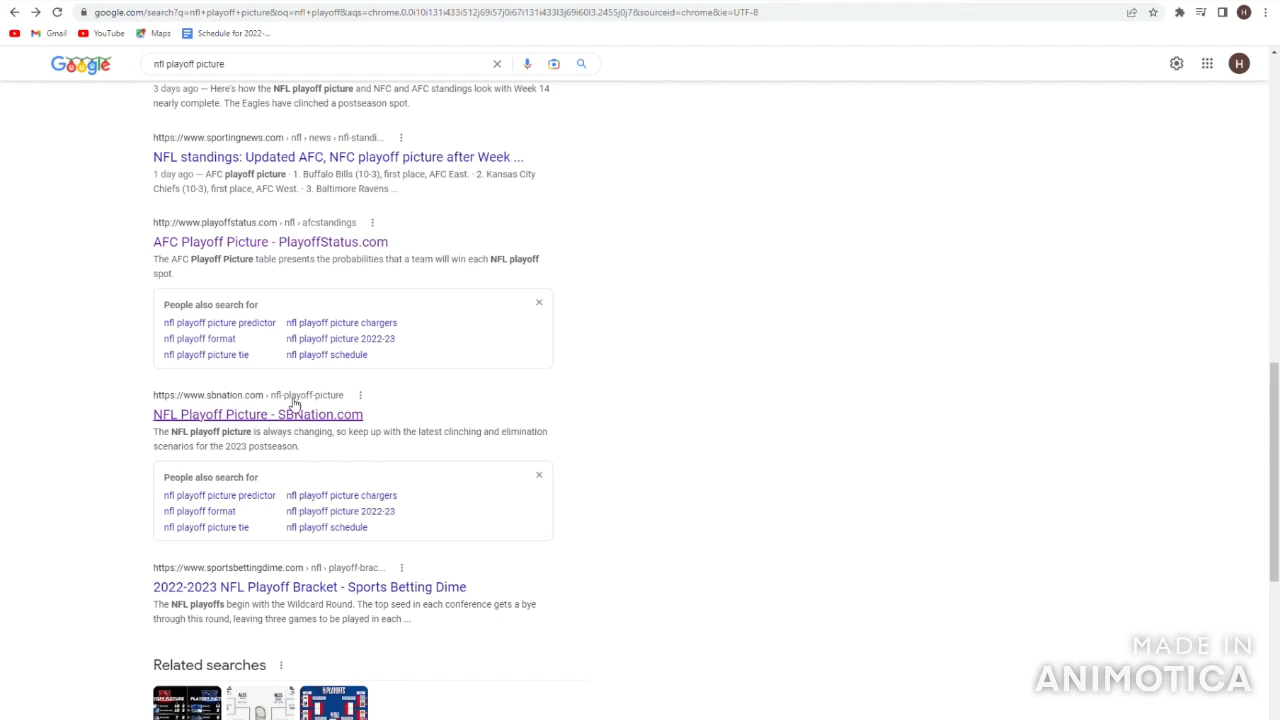 google.com/search?q=nfl+playoff+picture&oq=nfl+playoff&aqs=chrome.0.0i10i131i433i512j69i57j0i67i131i433l3j69i60l3.2455j0j7&sourceid=chrome&ie=UTF-8
H
Gmail
YouTube
Maps
Schedule for 2022-...
Google
nfl playoff picture
H
3 days ago — Here's how the NFL playoff picture and NFC and AFC standings look with Week 14
nearly complete. The Eagles have clinched a postseason spot.
https://www.sportingnews.com › nfl › news › nfl-standi...
NFL standings: Updated AFC, NFC playoff picture after Week ...
1 day ago — AFC playoff picture · 1. Buffalo Bills (10-3), first place, AFC East. · 2. Kansas City
Chiefs (10-3), first place, AFC West. · 3. Baltimore Ravens ...
http://www.playoffstatus.com › nfl › afcstandings
AFC Playoff Picture - PlayoffStatus.com
The AFC Playoff Picture table presents the probabilities that a team will win each NFL playoff
spot.
People also search for
nfl playoff picture predictor nfl playoff picture chargers
nfl playoff format nfl playoff picture 2022-23
nfl playoff picture tie nfl playoff schedule
https://www.sbnation.com › nfl-playoff-picture
NFL Playoff Picture - SBNation.com
The NFL playoff picture is always changing, so keep up with the latest clinching and elimination
scenarios for the 2023 postseason.
People also search for
nfl playoff picture predictor nfl playoff picture chargers
nfl playoff format nfl playoff picture 2022-23
nfl playoff picture tie nfl playoff schedule
https://www.sportsbettingdime.com › nfl › playoff-brac...
2022-2023 NFL Playoff Bracket - Sports Betting Dime
The NFL playoffs begin with the Wildcard Round. The top seed in each conference gets a bye
through this round, leaving three games to be played in each ...
MADE IN
ANIMOTICA
Related searches